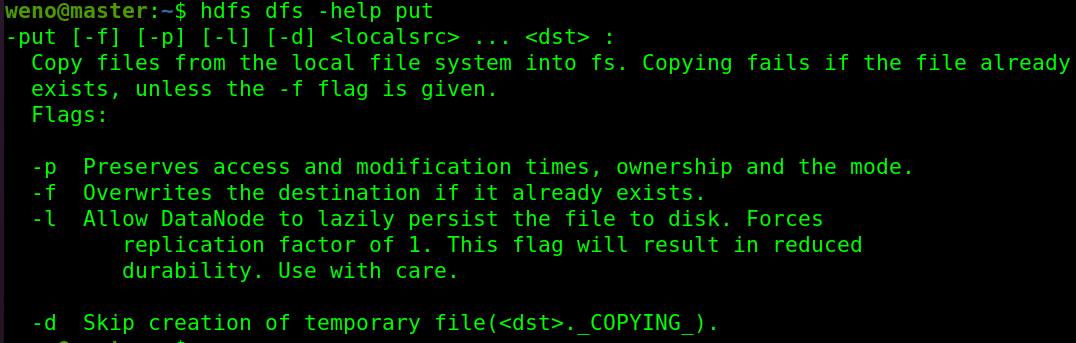 weno@master:~$ hdfs dfs -help put
-put [-f] [-p] [-l] [-d] <localsrc> ... <dst> :
  Copy files from the local file system into fs. Copying fails if the file already
  exists, unless the -f flag is given.
  Flags:

  -p  Preserves access and modification times, ownership and the mode.
  -f  Overwrites the destination if it already exists.
  -l  Allow DataNode to lazily persist the file to disk. Forces
         replication factor of 1. This flag will result in reduced
         durability. Use with care.

  -d  Skip creation of temporary file(<dst>._COPYING_).